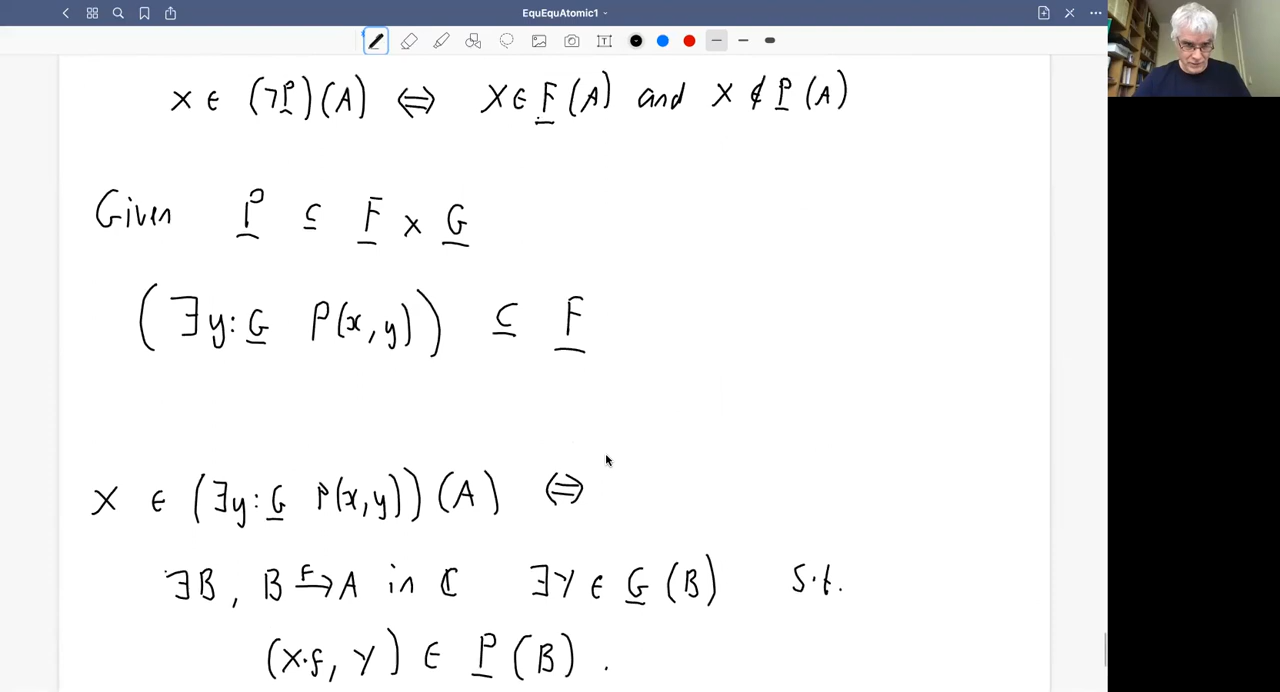 EquEquAtomic1
X ∈ (¬P)(A) ⇔ X ∈ F(A) and X ∉ P(A)
Given P ⊆ F × G
(∃y:G P(x,y)) ⊆ F
X ∈ (∃y:G P(x,y))(A) ⇔
∃B, B →f A in ℂ ∃Y ∈ G(B) s.t.
(X·f, Y) ∈ P(B).